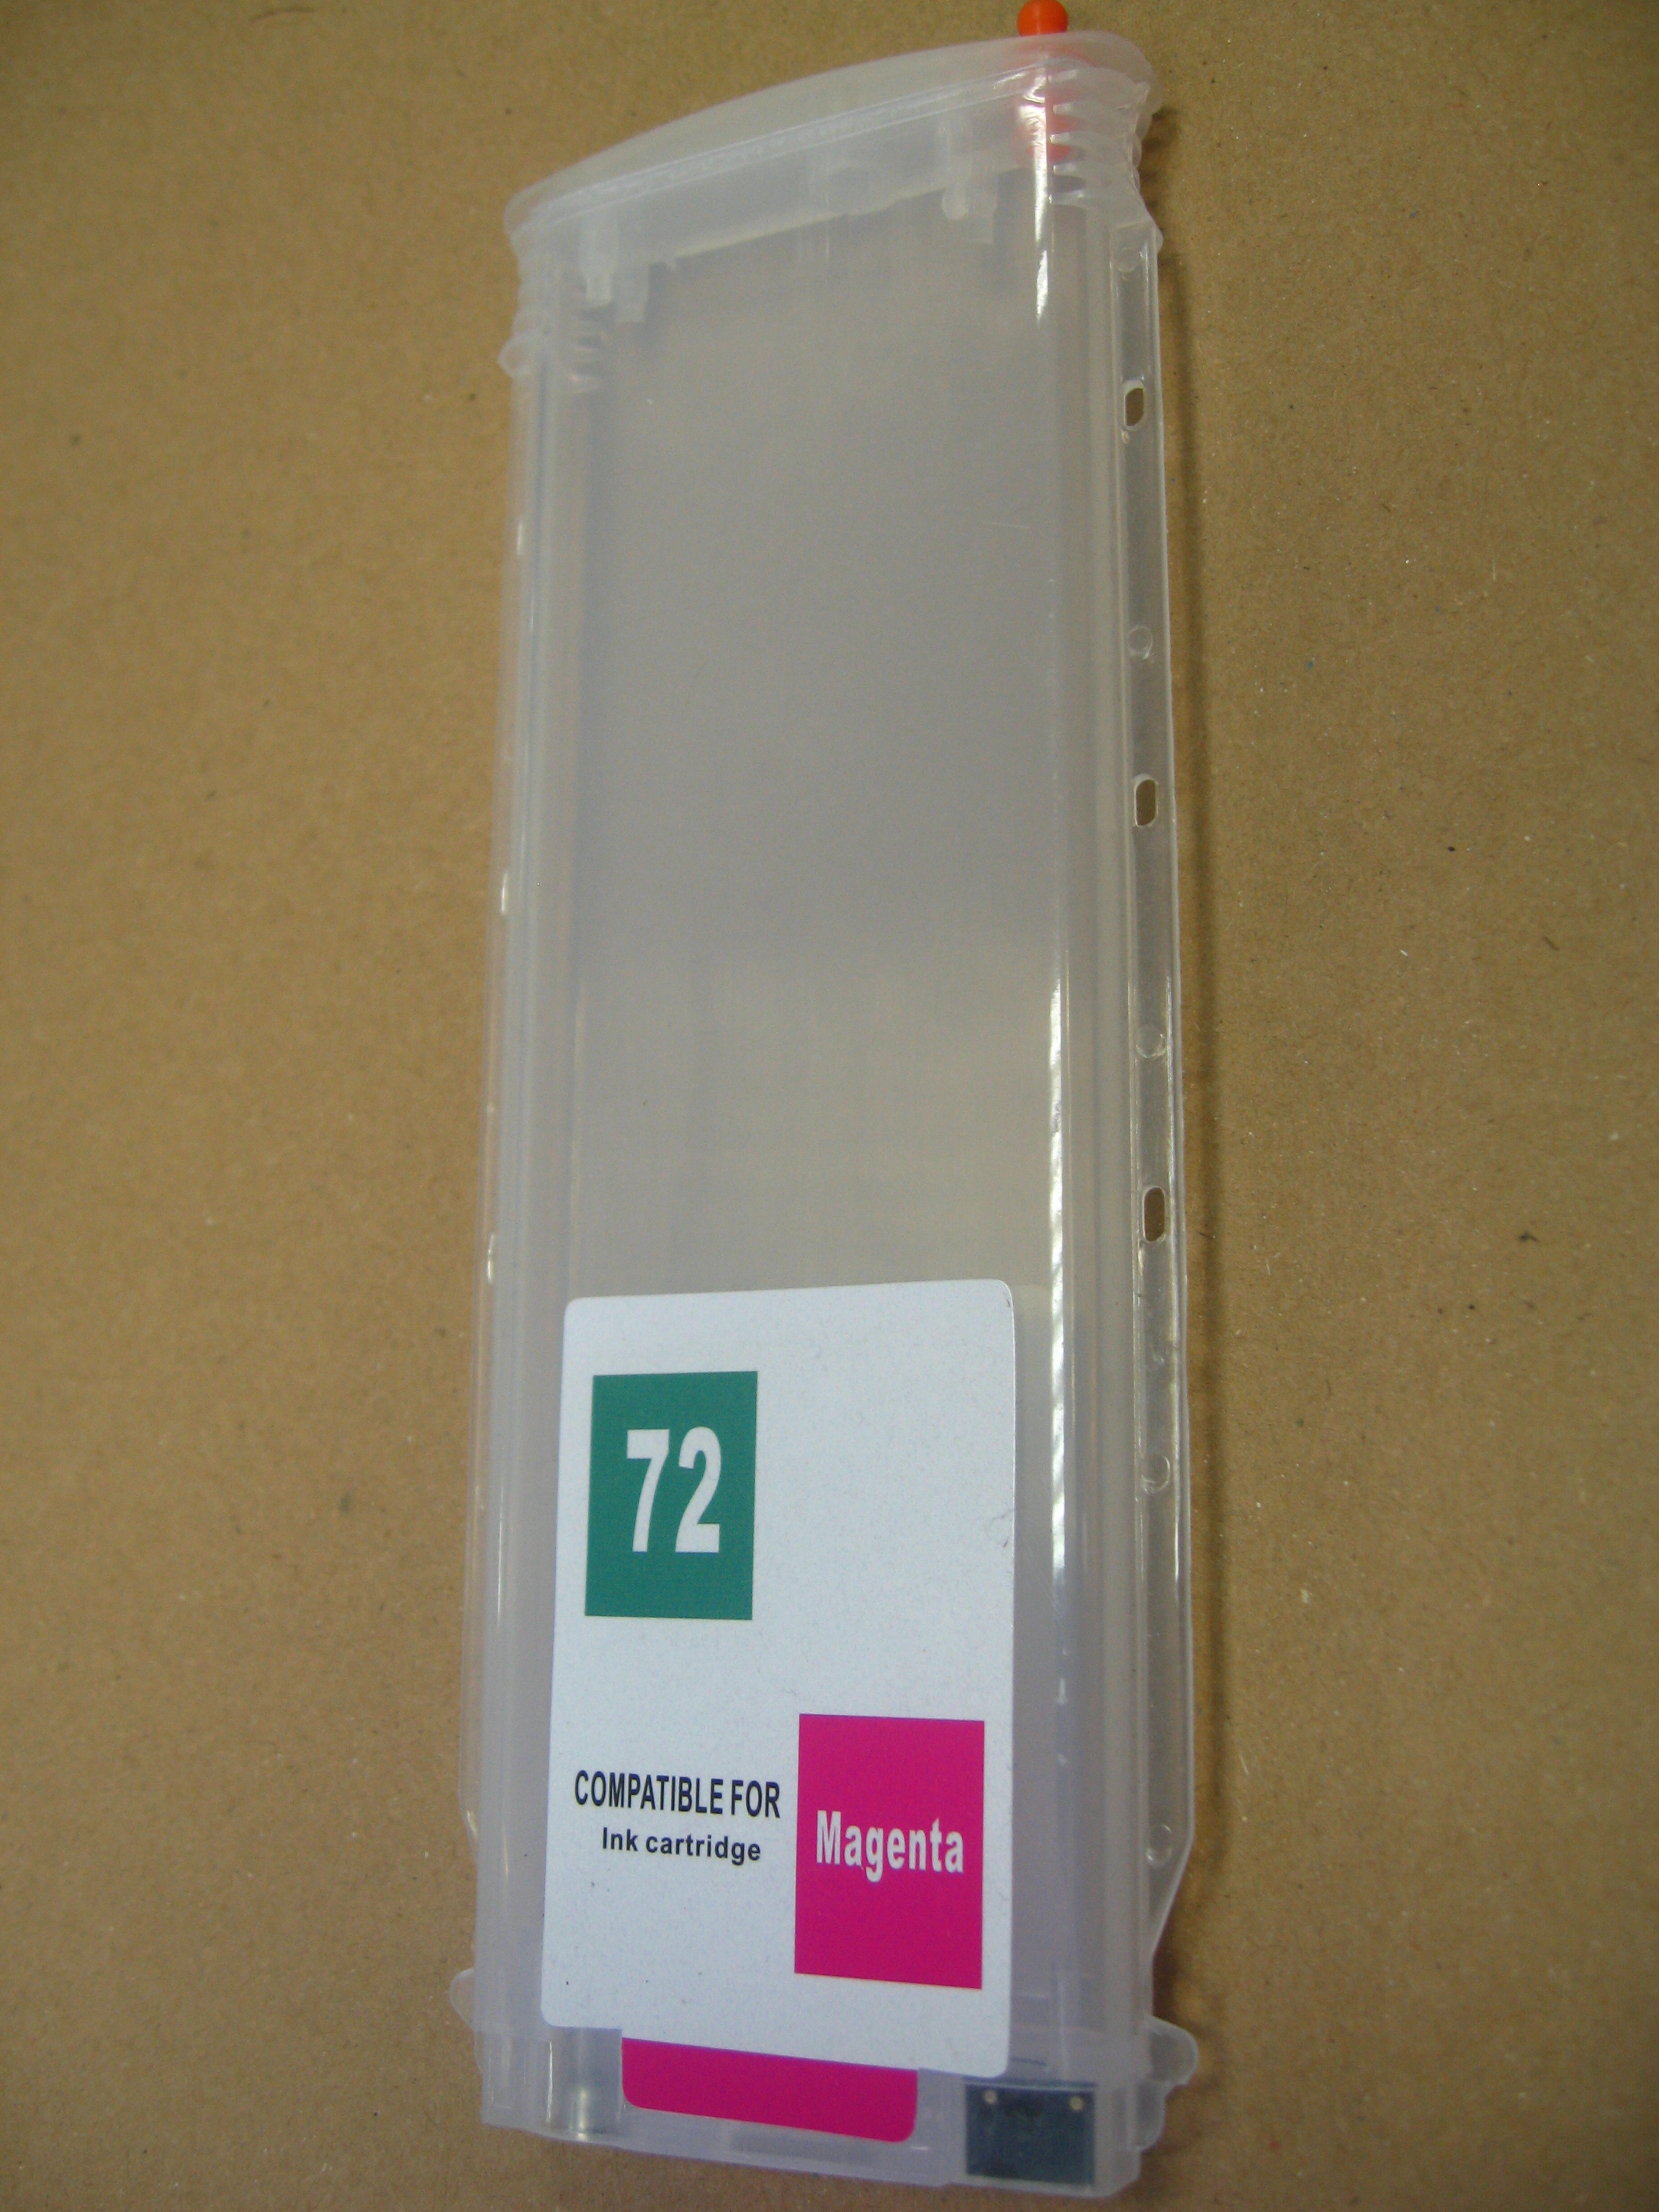 72
COMPATIBLE FOR
Ink cartridge
Magenta